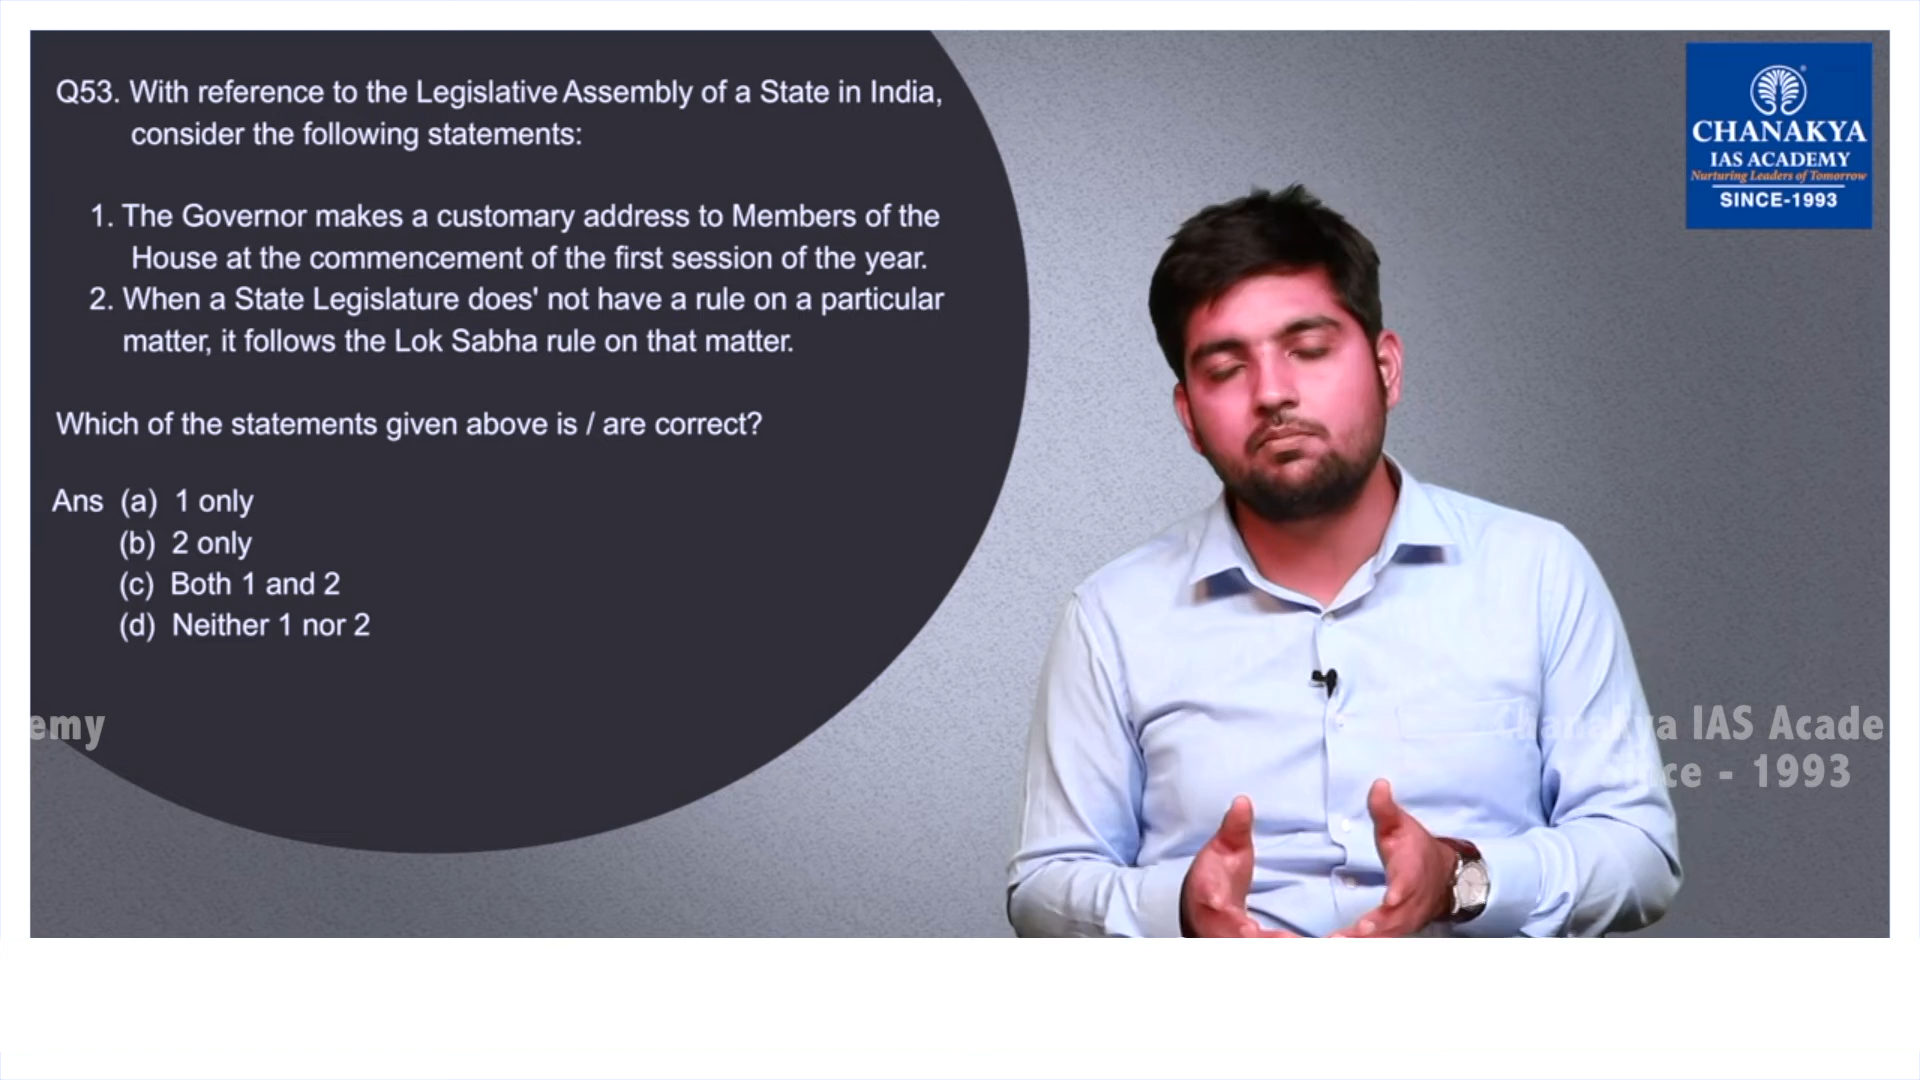 Q53. With reference to the Legislative Assembly of a State in India,
consider the following statements:
1. The Governor makes a customary address to Members of the
House at the commencement of the first session of the year.
2. When a State Legislature does' not have a rule on a particular
matter, it follows the Lok Sabha rule on that matter.
Which of the statements given above is / are correct?
Ans (a) 1 only
(b) 2 only
(c) Both 1 and 2
(d) Neither 1 nor 2
CHANAKYA
IAS ACADEMY
Nurturing Leaders of Tomorrow
SINCE-1993
emy
Chanakya IAS Acade
Since - 1993